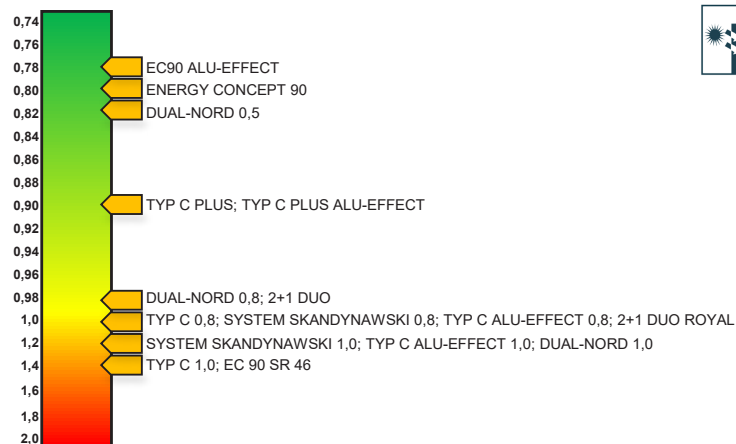 0,74
0,76
0,78
EC90 ALU-EFFECT
0,80
ENERGY CONCEPT 90
0,82
DUAL-NORD 0,5
0,84
0,86
0,88
0,90
TYP C PLUS; TYP C PLUS ALU-EFFECT
0,92
0,94
0,96
0,98
DUAL-NORD 0,8; 2+1 DUO
1,0
TYP C 0,8; SYSTEM SKANDYNAWSKI 0,8; TYP C ALU-EFFECT 0,8; 2+1 DUO ROYAL
1,2
SYSTEM SKANDYNAWSKI 1,0; TYP C ALU-EFFECT 1,0; DUAL-NORD 1,0
1,4
TYP C 1,0; EC 90 SR 46
1,6
1,8
2,0